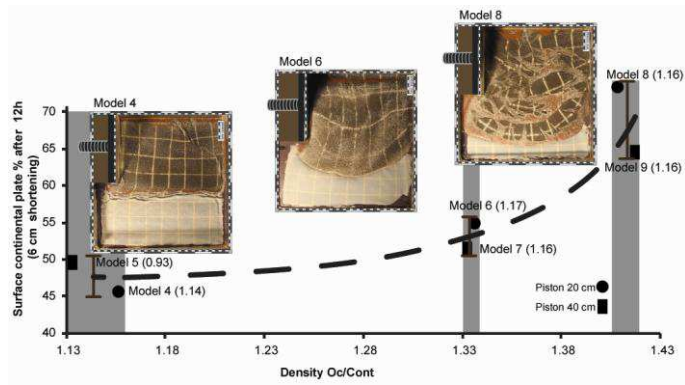 Model 8
Model 6
Model 4
Model 8 (1.16)
Model 9 (1.16)
Model 6 (1.17)
Model 7 (1.16)
Model 5 (0.93)
Model 4 (1.14)
Piston 20 cm
Piston 40 cm
Surface continental plate % after 12h
(6 cm shortening)
70
65
60
55
50
45
40
1.13
1.18
1.23
1.28
1.33
1.38
1.43
Density Oc/Cont